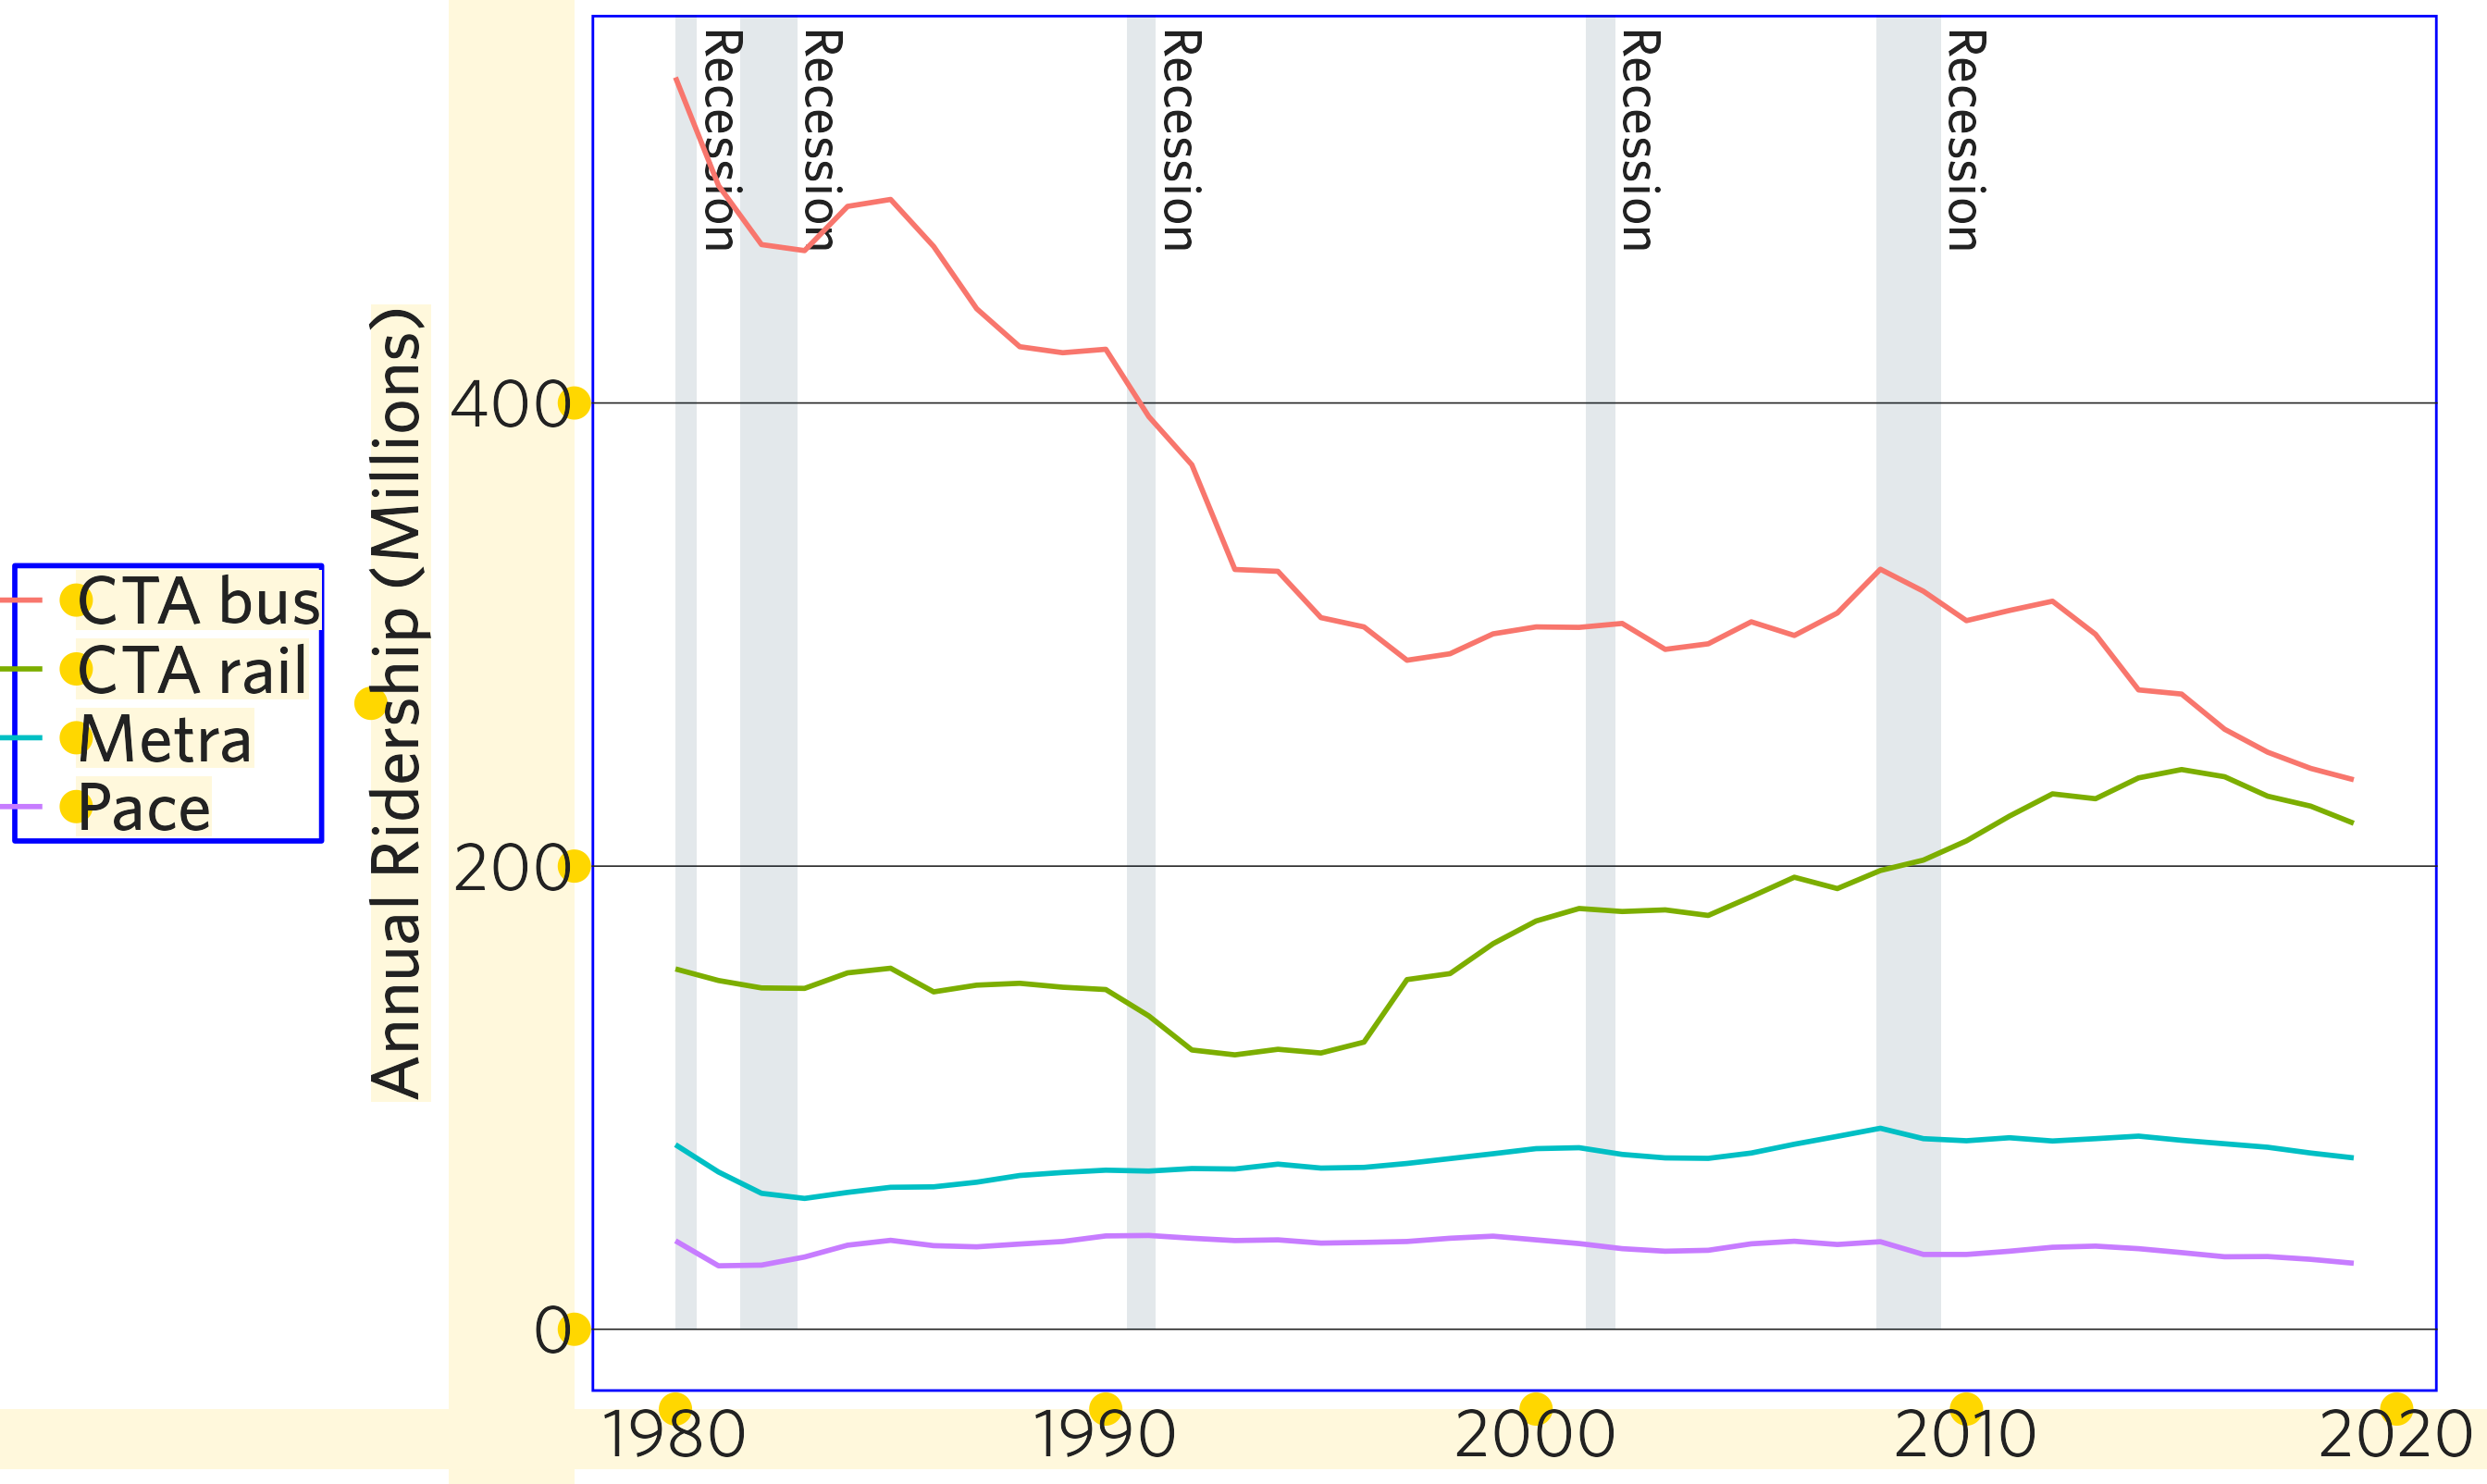 Recession
Recession
Recession
Recession
Recession
Annual Ridership (Millions)
400
200
0
CTA bus
CTA rail
Metra
Pace
1980
1990
2000
2010
2020